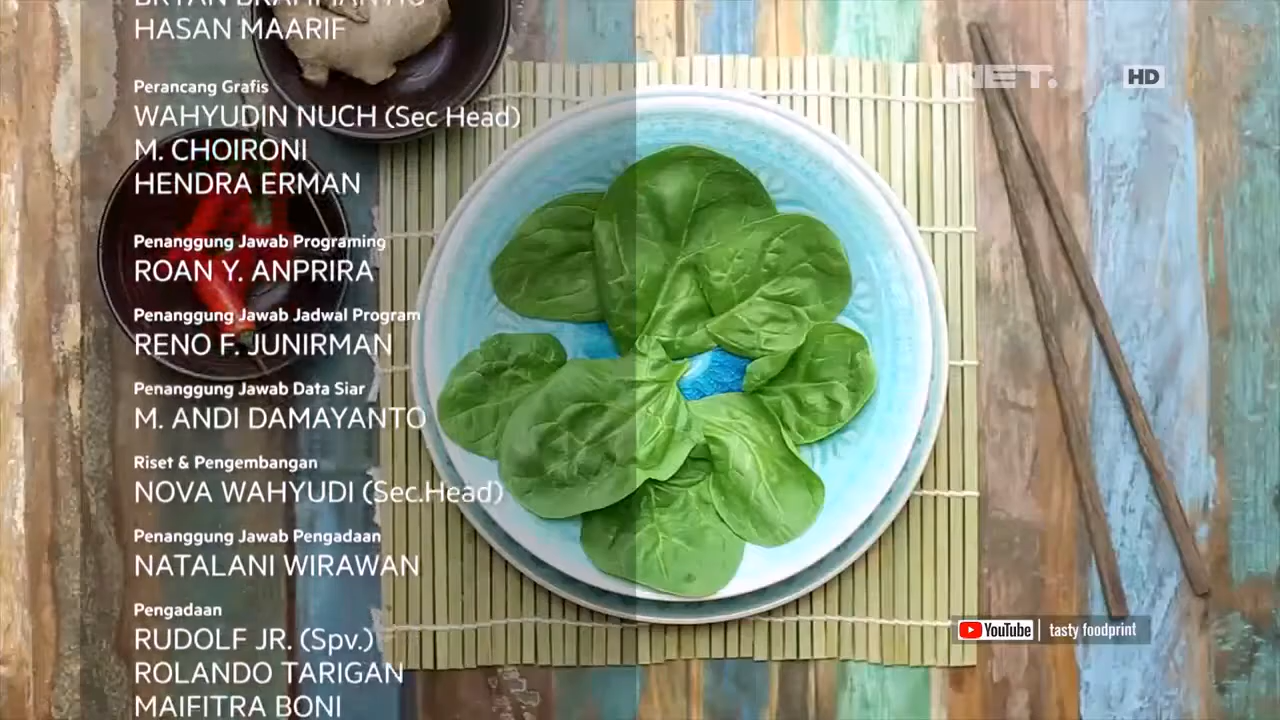 HASAN MAARIF
Perancang Grafis
WAHYUDIN NUCH (Sec Head)
M. CHOIRONI
HENDRA ERMAN
Penanggung Jawab Programing
ROAN Y. ANPRIRA
Penanggung Jawab Jadwal Program
RENO F. JUNIRMAN
Penanggung Jawab Data Siar
M. ANDI DAMAYANTO
Riset & Pengembangan
NOVA WAHYUDI (Sec.Head)
Penanggung Jawab Pengadaan
NATALANI WIRAWAN
Pengadaan
RUDOLF JR. (Spv.)
ROLANDO TARIGAN
MAIFITRA BONI
NET.
HD
YouTube | tasty foodprint